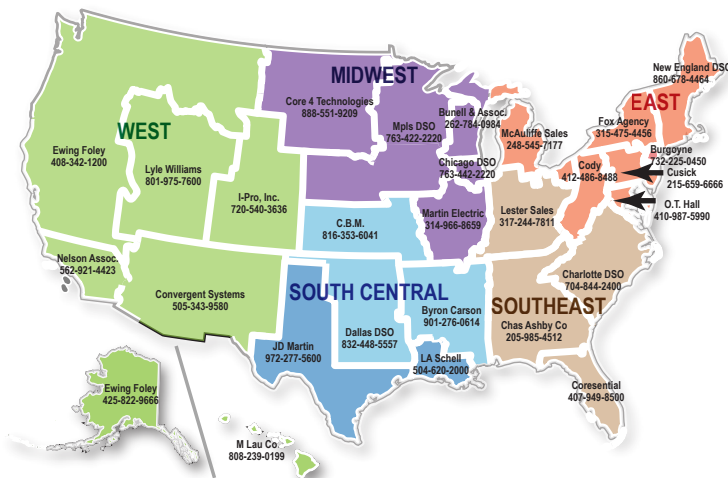 MIDWEST
WEST
EAST
SOUTH CENTRAL
SOUTHEAST
Ewing Foley
408-342-1200
Lyle Williams
801-975-7600
I-Pro, Inc.
720-540-3636
Nelson Assoc.
562-921-4423
Convergent Systems
505-343-9580
Ewing Foley
425-822-9666
M Lau Co.
808-239-0199
Core 4 Technologies
888-551-9209
Mpls DSO
763-422-2220
Bunell & Assoc.
262-784-0984
Chicago DSO
763-442-2220
Martin Electric
314-966-8659
C.B.M.
816-353-6041
Dallas DSO
832-448-5557
JD Martin
972-277-5600
Byron Carson
901-276-0614
LA Schell
504-620-2000
McAuliffe Sales
248-545-7177
New England DSO
860-678-4464
Fox Agency
315-475-4456
Burgoyne
732-225-0450
Cody
412-486-8488
Cusick
215-659-6666
O.T. Hall
410-987-5990
Lester Sales
317-244-7811
Charlotte DSO
704-844-2400
Chas Ashby Co
205-985-4512
Coresential
407-949-8500